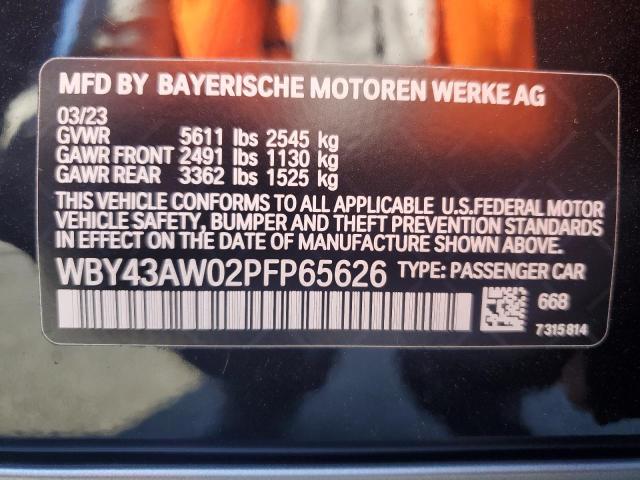 MFD BY BAYERISCHE MOTOREN WERKE AG
03/23
GVWR 5611 lbs 2545 kg
GAWR FRONT 2491 lbs 1130 kg
GAWR REAR 3362 lbs 1525 kg
THIS VEHICLE CONFORMS TO ALL APPLICABLE U.S.FEDERAL MOTOR
VEHICLE SAFETY, BUMPER AND THEFT PREVENTION STANDARDS
IN EFFECT ON THE DATE OF MANUFACTURE SHOWN ABOVE.
WBY43AW02PFP65626 TYPE: PASSENGER CAR
668
7315814